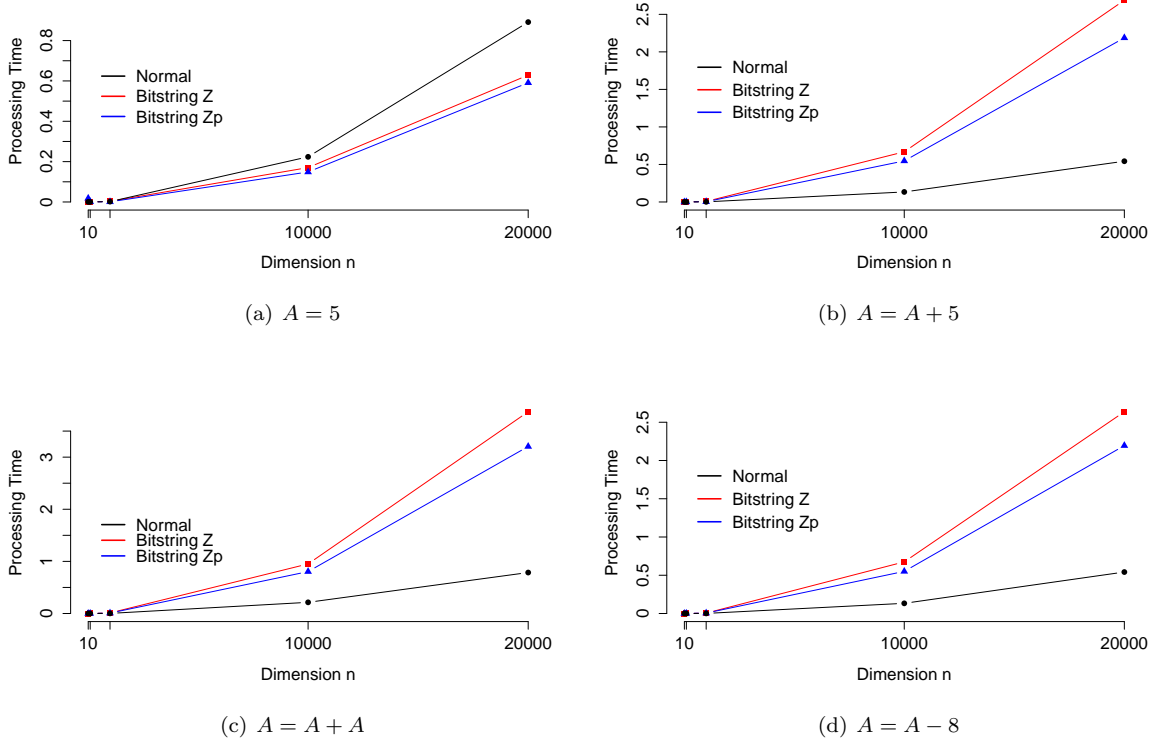 Processing Time
0
0.2
0.4
0.6
0.8
Normal
Bitstring Z
Bitstring Zp
10
10000
20000
Dimension n
(a) A = 5
Processing Time
0
0.5
1
1.5
2
2.5
Normal
Bitstring Z
Bitstring Zp
10
10000
20000
Dimension n
(b) A = A + 5
Processing Time
0
1
2
3
Normal
Bitstring Z
Bitstring Zp
10
10000
20000
Dimension n
(c) A = A + A
Processing Time
0
0.5
1
1.5
2
2.5
Normal
Bitstring Z
Bitstring Zp
10
10000
20000
Dimension n
(d) A = A − 8